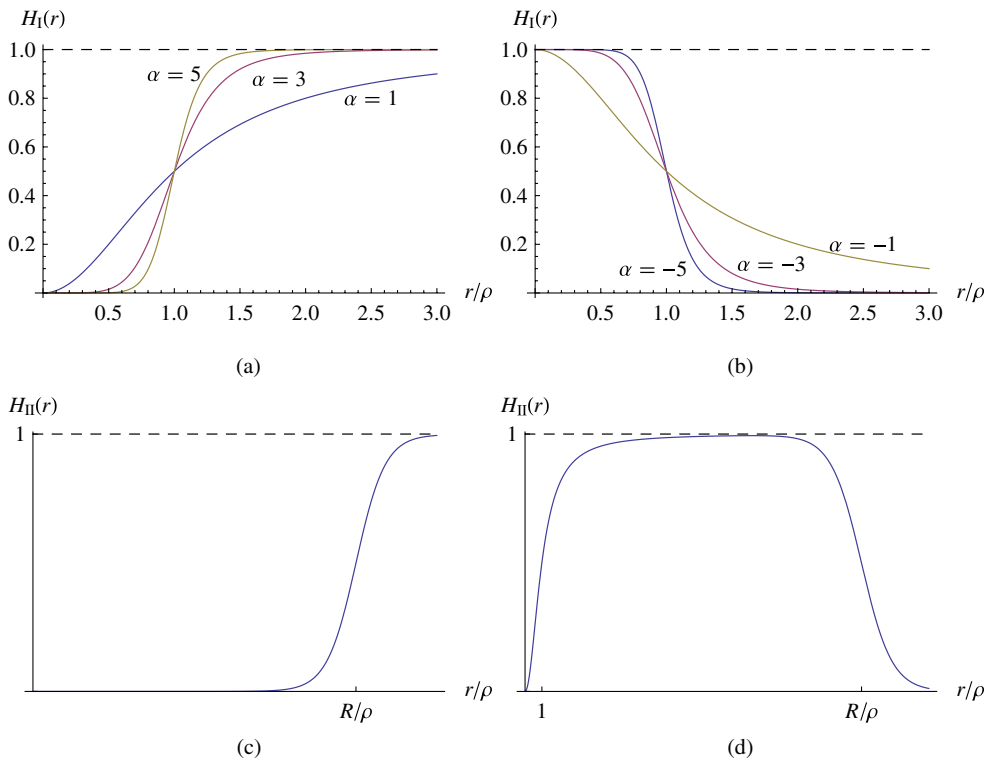 H_I(r)
1.0
0.8
0.6
0.4
0.2
α = 5
α = 3
α = 1
0.5 1.0 1.5 2.0 2.5 3.0
r/ρ
(a)
H_I(r)
1.0
0.8
0.6
0.4
0.2
α = −1
α = −5
α = −3
0.5 1.0 1.5 2.0 2.5 3.0
r/ρ
(b)
H_II(r)
1
R/ρ
r/ρ
(c)
H_II(r)
1
1
R/ρ
r/ρ
(d)